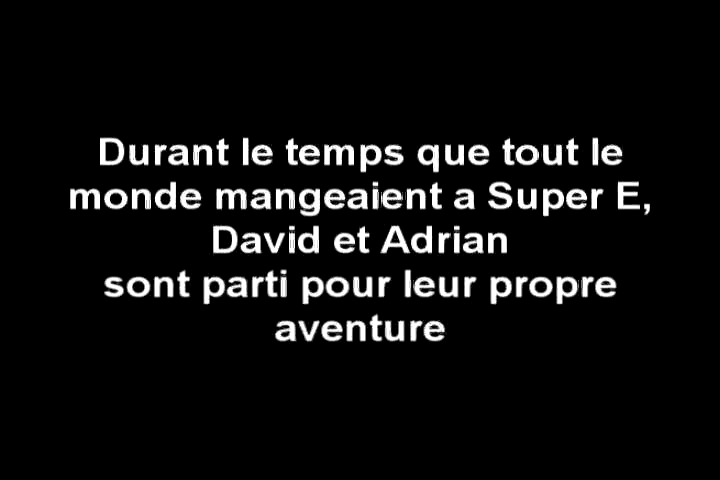 Durant le temps que tout le
monde mangeaient a Super E,
David et Adrian
sont parti pour leur propre
aventure